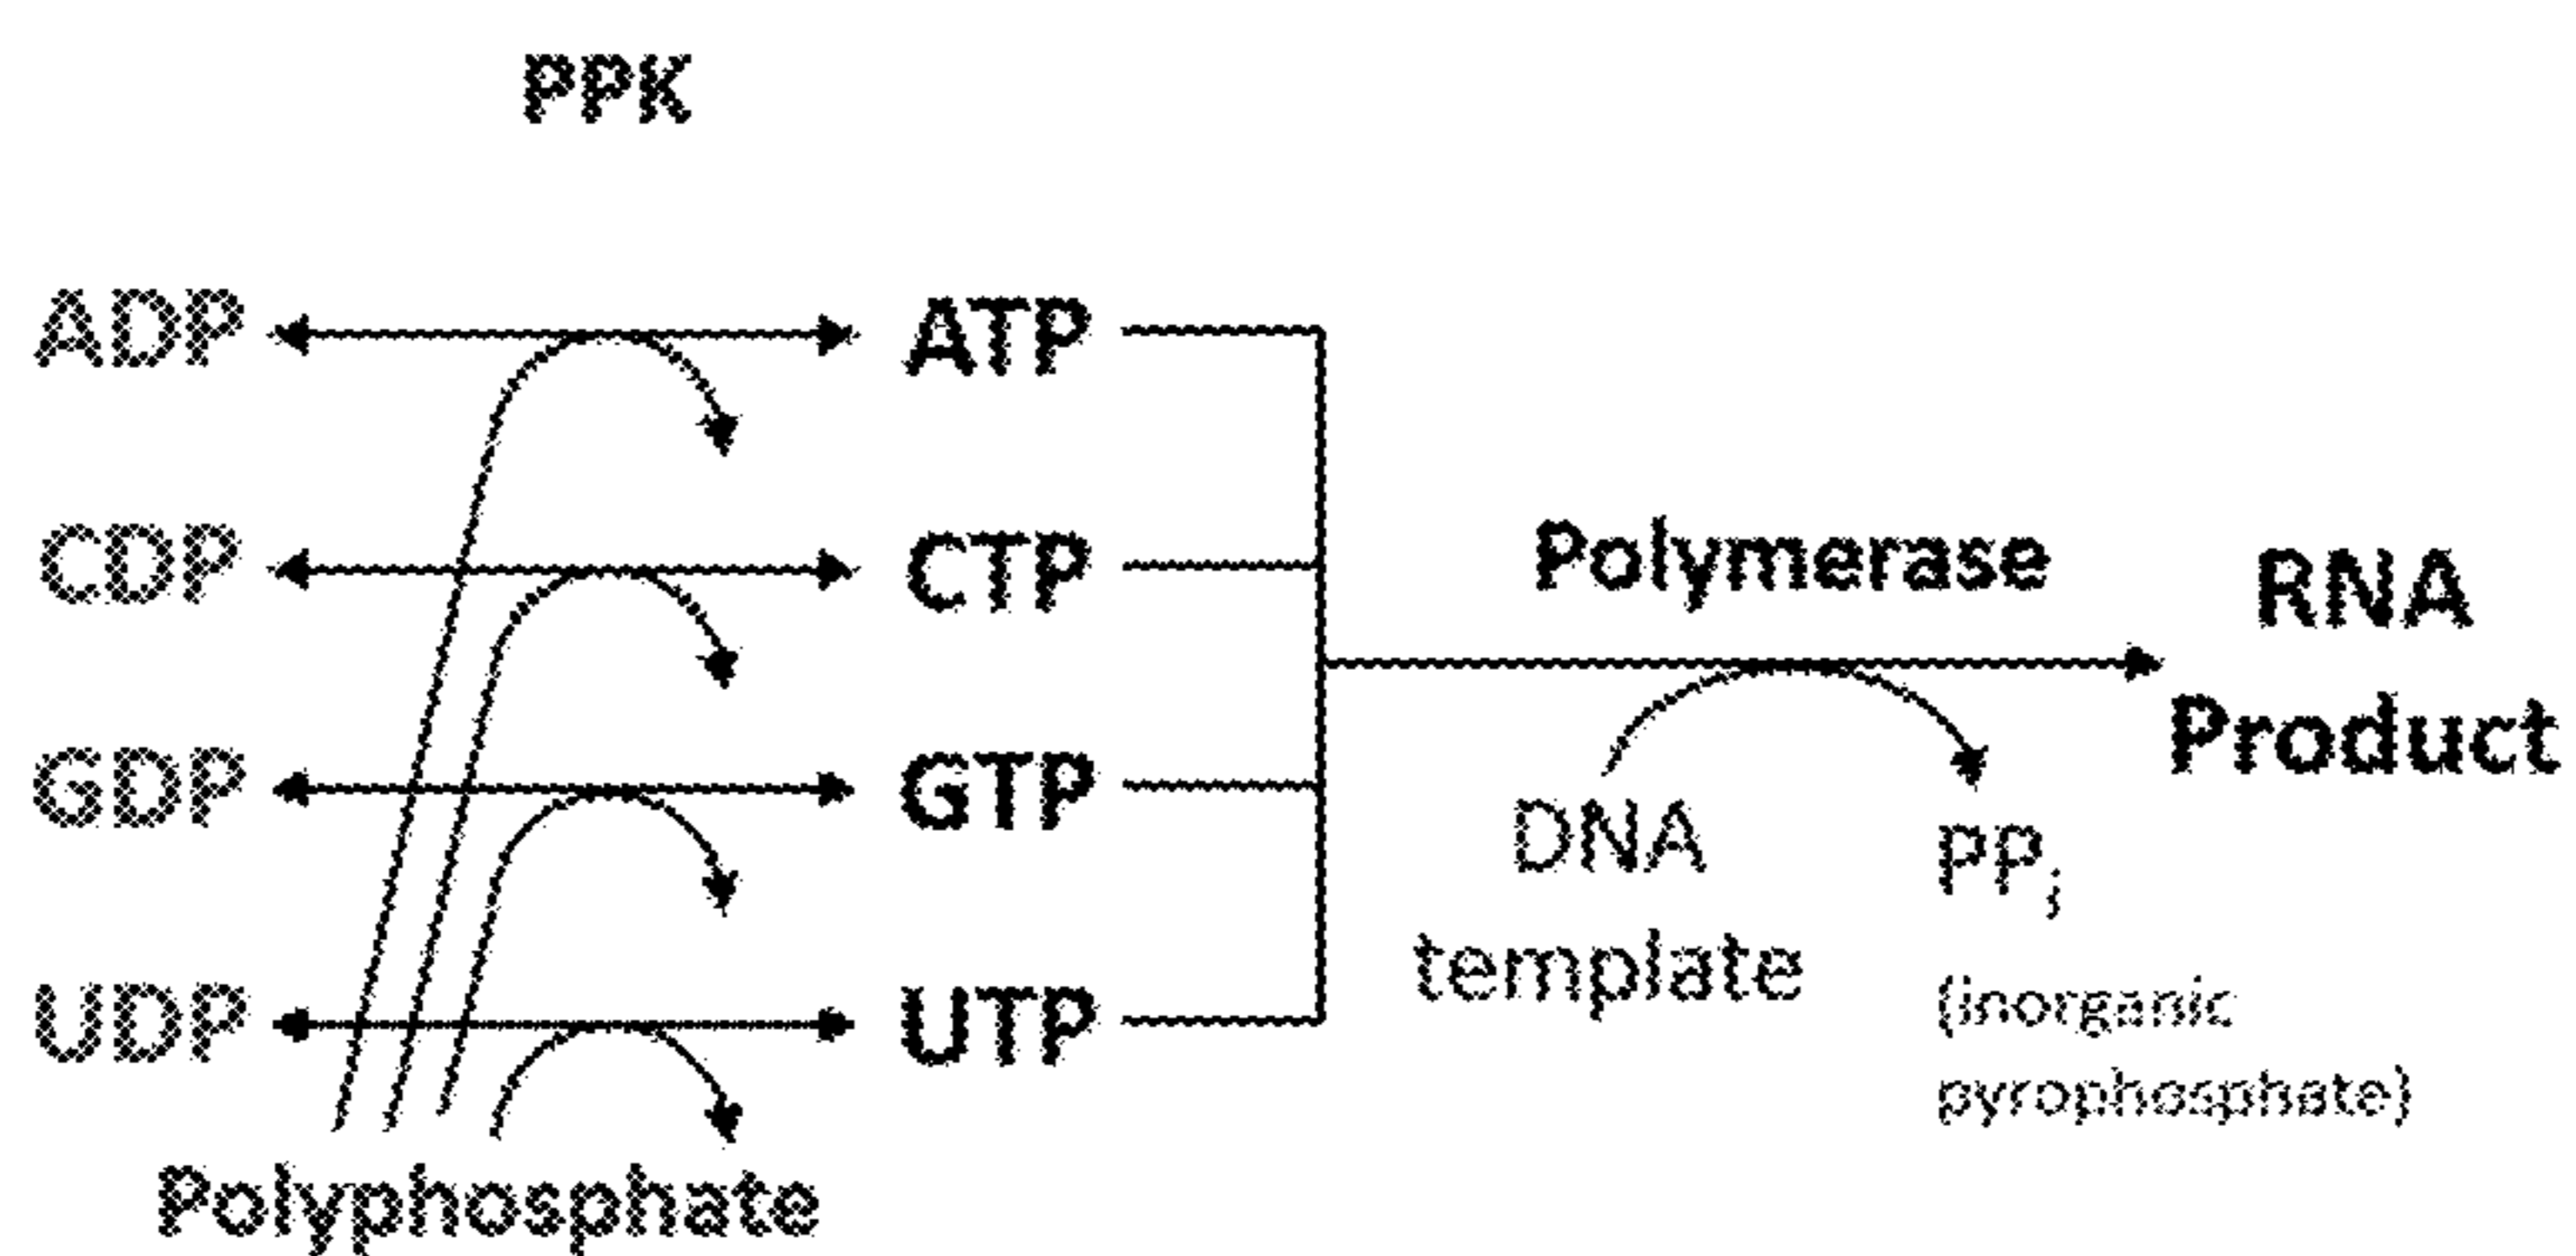 PPK
ADP
ATP
CDP
CTP
GDP
GTP
UDP
UTP
Polyphosphate
Polymerase
DNA
template
PPi
(inorganic
pyrophosphate)
RNA
Product